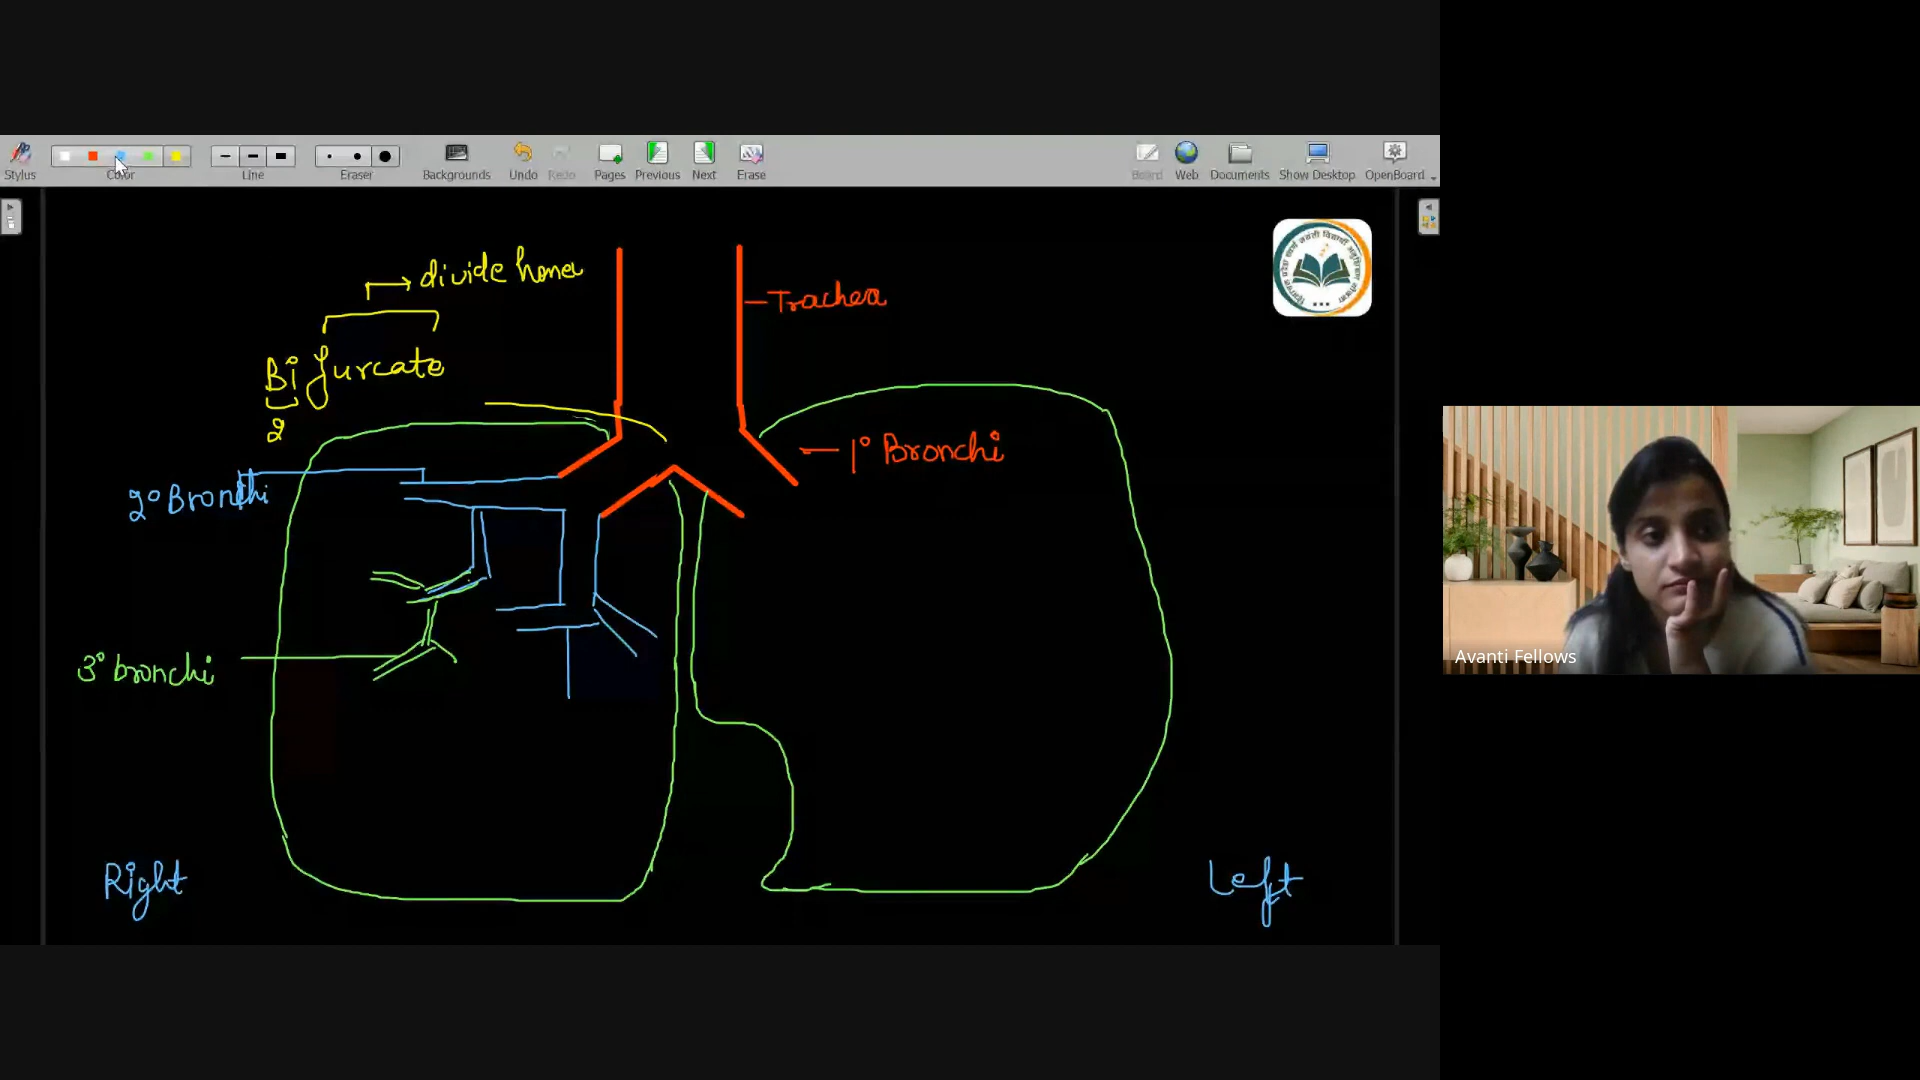 Stylus
Color
Line
Eraser
Backgrounds
Undo
Redo
Pages
Previous
Next
Erase
Board
Web
Documents
Show Desktop
OpenBoard
divide hona
Trachea
Bifurcate
2
1° Bronchi
2° Bronchi
3° bronchi
Right
Left
Avanti Fellows